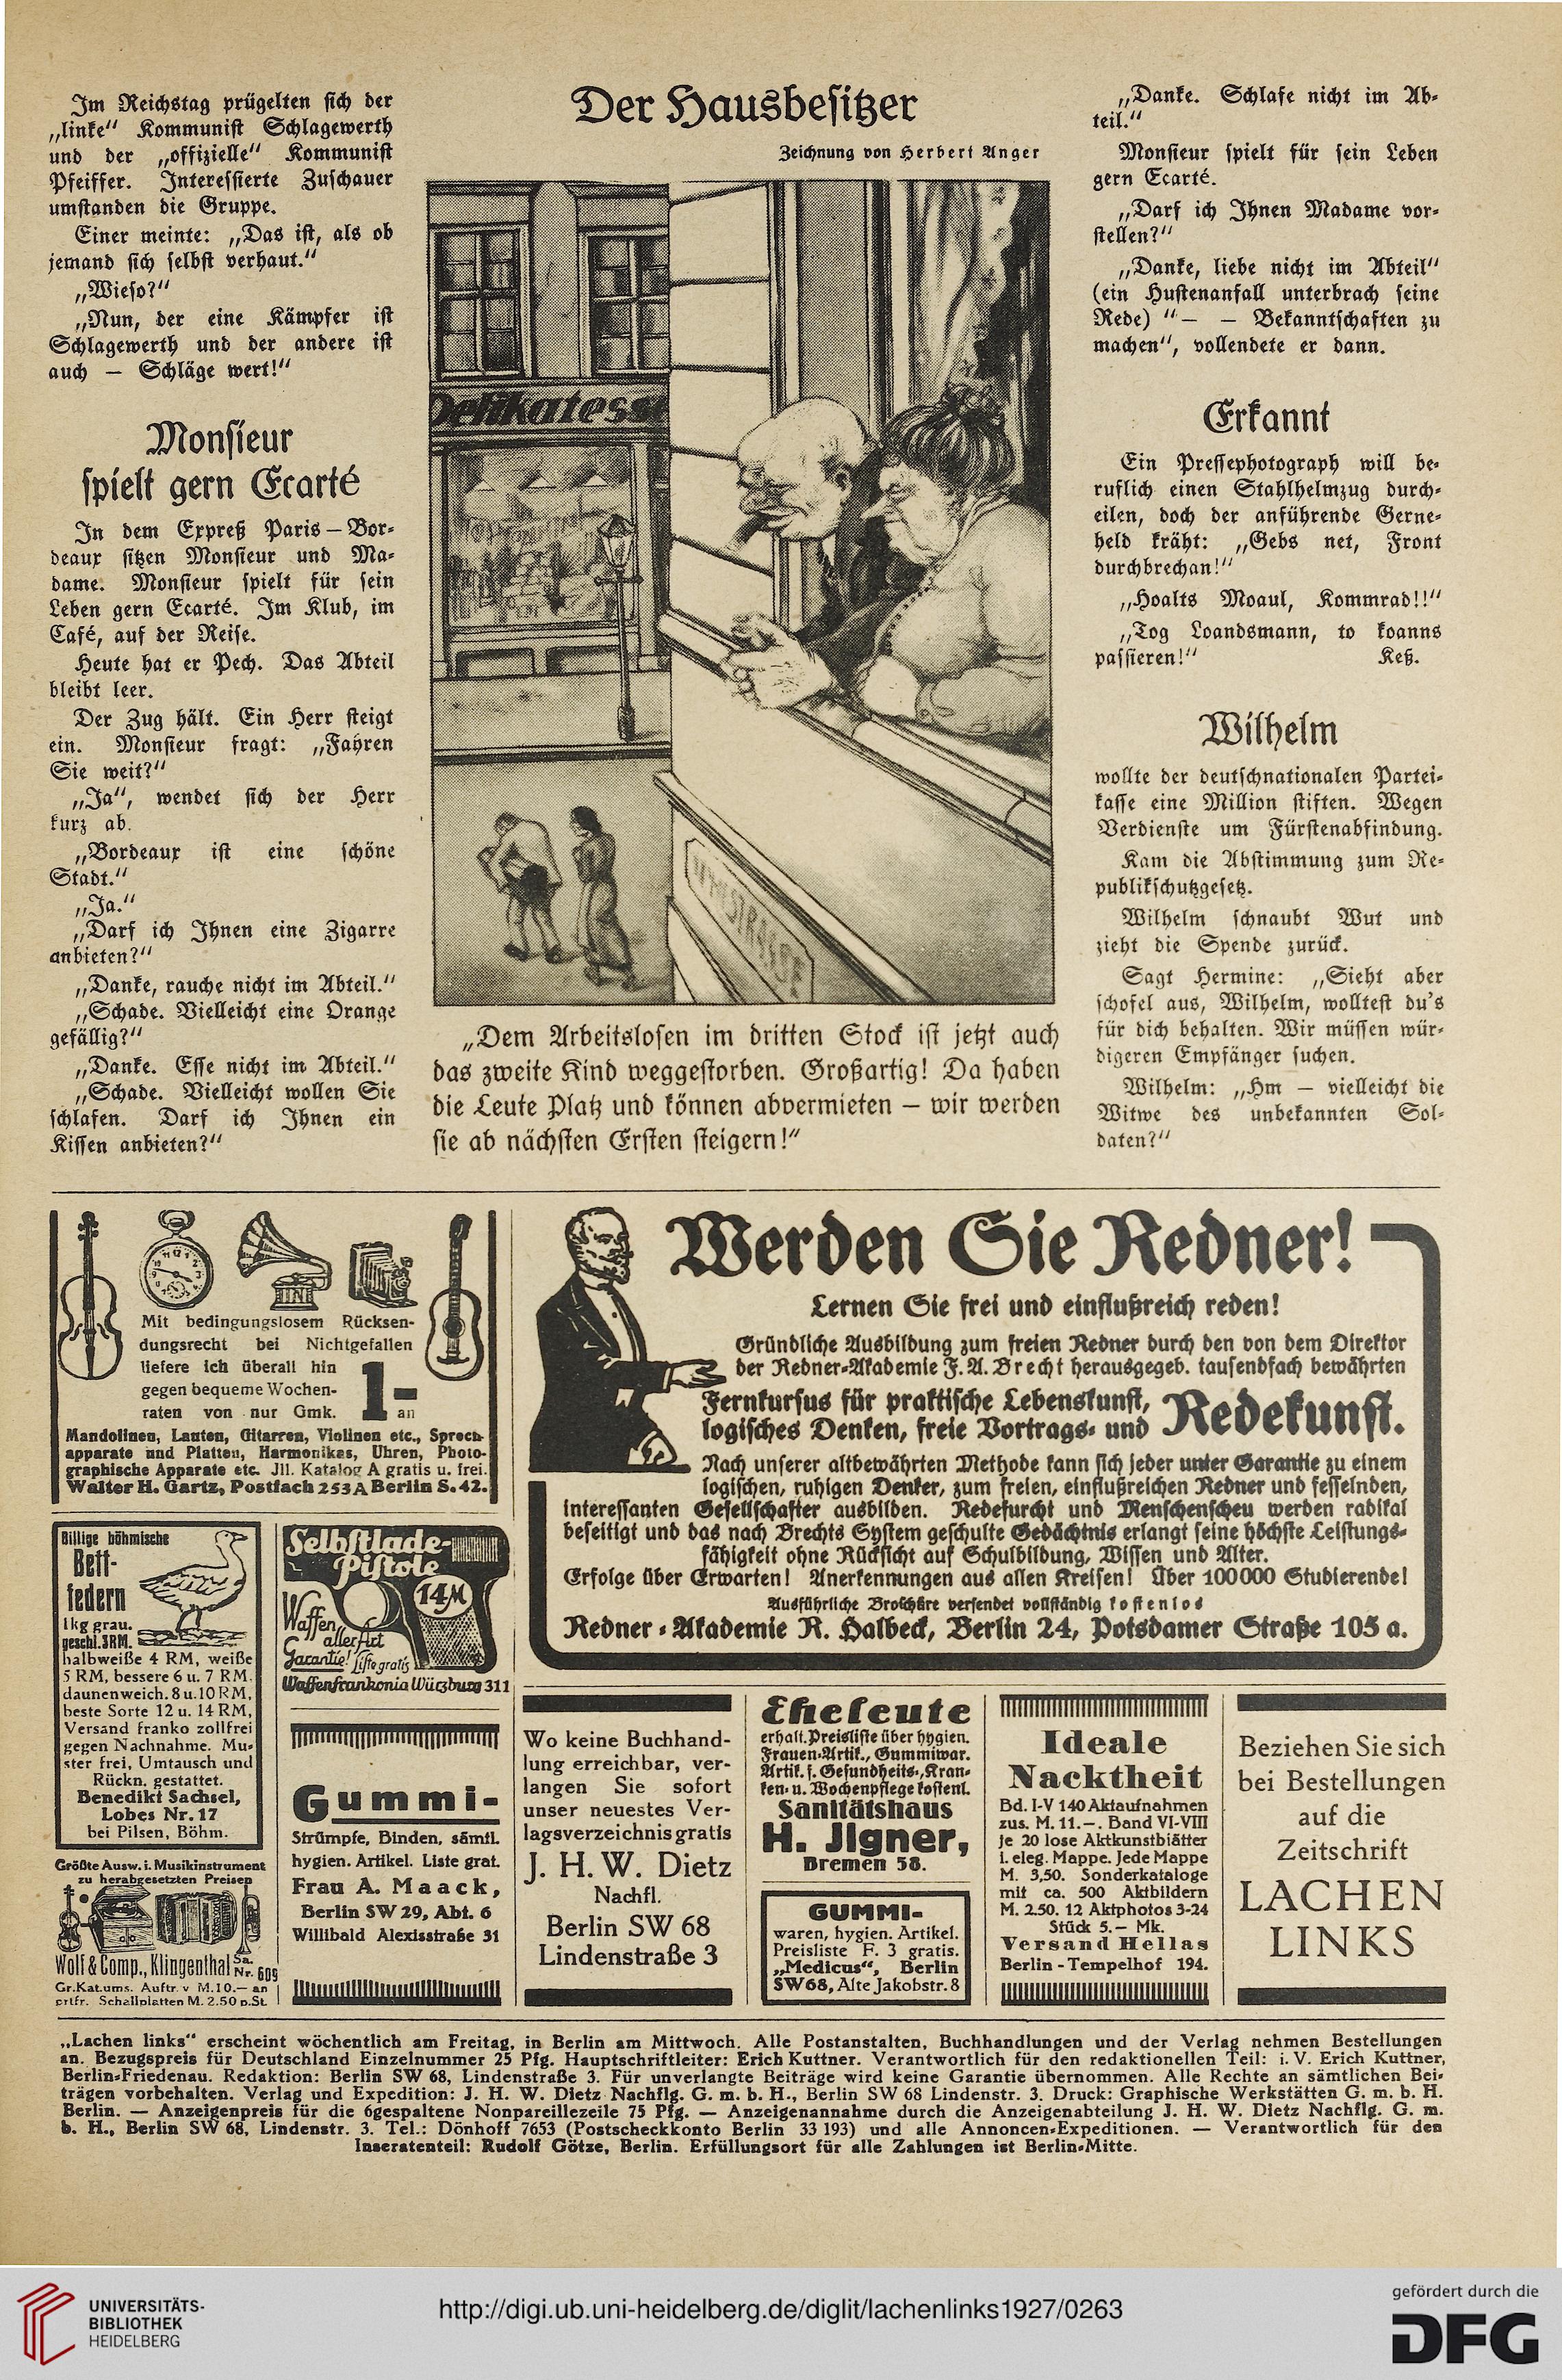 Im Reichstag prügelten sich der
„linke" Kommunist Schlagewerth
und der „offizielle" Kommunist
Pfeiffer. Interessierte Zuschauer
umstanden die Gruppe.
Einer meinte: „Das ist, als ob
jemand sich selbst verhaut."
„Wieso?"
„Nun, der eine Kämpfer ist
Schlagewerth und der andere ist
auch — Schläge wert!"
Monsieur
spielt gern Ecarté
In dem Expreß Paris—Bor-
deaux sitzen Monsieur und Ma-
dame. Monsieur spielt für sein
Leben gern Ecarté. Im Klub, im
Café, auf der Reise.
Heute hat er Pech. Das Abteil
bleibt leer.
Der Zug hält. Ein Herr steigt
ein. Monsieur fragt: „Fahren
Sie weit?"
„Ja", wendet sich der Herr
kurz ab.
„Bordeaux ist eine schöne
Stadt."
„Ja."
„Darf ich Ihnen eine Zigarre
anbieten?"
„Danke, rauche nicht im Abteil."
„Schade. Vielleicht eine Orange
gefällig?"
„Danke. Esse nicht im Abteil."
„Schade. Vielleicht wollen Sie
schlafen. Darf ich Ihnen ein
Kissen anbieten?"
Der Hausbesitzer
Zeichnung von Herbert Anger
Delikatess
UHLSTRASSE
„Dem Arbeitslosen im dritten Stock ist jetzt auch
das zweite Kind weggestorben. Großartig! Da haben
die Leute Platz und können abvermieten — wir werden
sie ab nächsten Ersten steigern!"
„Danke. Schlafe nicht im Ab-
teil."
Monsieur spielt für sein Leben
gern Ecarté.
„Darf ich Ihnen Madame vor-
stellen?"
„Danke, liebe nicht im Abteil"
(ein Hustenanfall unterbrach seine
Rede) "— — Bekanntschaften zu
machen", vollendete er dann.
Erkannt
Ein Pressephotograph will be-
ruflich einen Stahlhelmzug durch-
eilen, doch der anführende Gerne-
held kräht: „Gebs net, Front
durchbrechan!"
„Hoalts Moaul, Kommrad!!"
„Tog Loandsmann, to koanns
passieren!" Keß.
Wilhelm
wollte der deutschnationalen Partei-
kasse eine Million stiften. Wegen
Verdienste um Fürstenabfindung.
Kam die Abstimmung zum Re-
publikschutzgesetz.
Wilhelm schnaubt Wut und
zieht die Spende zurück.
Sagt Hermine: „Sieht aber
schofel aus, Wilhelm, wolltest du's
für dich behalten. Wir müssen wür-
digeren Empfänger suchen.
Wilhelm: „Hm — vielleicht die
Witwe des unbekannten Sol-
daten?"
Mit bedingungslosem Rücksen-
dungsrecht bei Nichtgefallen
liefere ich überall hin
gegen bequeme Wochen-
raten von nur Gmk. 1- an
Mandolinen, Lauten, Gitarren, Violinen etc., Sprech-
apparate und Platten, Harmonikas, Uhren, Photo-
graphische Apparate etc. Jll. Katalog A gratis u. frei.
Walter H. Gartz, Postfach 253 A Berlin S. 42.
Werden Sie Redner!
Lernen Sie frei und einflußreich reden!
Gründliche Ausbildung zum freien Redner durch den von dem Direktor
der Redner-Akademie F. A. Brecht herausgegeb. tausendfach bewährten
Fernkursus für praktische Lebenskunst,
logisches Denken, freie Vortrags- und Redekunst.
Nach unserer altbewährten Methode kann sich jeder unter Garantie zu einem
logischen, ruhigen Denker, zum freien, einflußreichen Redner und fesselnden,
interessanten Gesellschafter ausbilden. Redefurcht und Menschenscheu werden radikal
beseitigt und das nach Brechts System geschulte Gedächtnis erlangt seine höchste Leistungs-
fähigkeit ohne Rücksicht auf Schulbildung, Wissen und Alter.
Erfolge über Erwarten! Anerkennungen aus allen Kreisen! Über 100000 Studierende!
Ausführliche Broschüre versendet vollständig kostenlos
Redner-Akademie R. Halbeck, Berlin 24, Potsdamer Straße 105 a.
Billige böhmische
Bett-
federn
1 kg grau.
geschl. 3 RM.
halbweiße 4 RM, weiße
5 RM, bessere 6 u. 7 RM.
daunenweich. 8 u. 10 RM,
beste Sorte 12 u. 14 RM,
Versand franko zollfrei
gegen Nachnahme. Mu-
ster frei, Umtausch und
Rückn. gestattet.
Benedikt Sachsel,
Lobes Nr. 17
bei Pilsen, Böhm.
Größte Ausw. i. Musikinstrument
zu herabgesetzten Preisen
Wolf & Comp., Klingenthal Sa. Nr. 609
Gr. Kat. ums. Auftr. v M. 10.— an
prtfr. Schallplatten M. 2.50 p. St.
Selbstlade-
Pistole
14 M
Waffen
aller Art
Garantie! Liste gratis
Waffenfrankonia Würzburg 311
Gummi-
Strümpfe, Binden, sämtl.
hygien. Artikel. Liste grat.
Frau A. Maack,
Berlin SW 29, Abt. 6
Willibald Alexisstraße 31
Wo keine Buchhand-
lung erreichbar, ver-
langen Sie sofort
unser neuestes Ver-
lagsverzeichnis gratis
J. H. W. Dietz
Nachfl.
Berlin SW 68
Lindenstraße 3
Eheleute
erhalt. Preisliste über hygien.
Frauen-Artik., Gummiwar.
Artik. f. Gesundheits-, Kran-
ken- u. Wochenpflege kostenl.
Sanitätshaus
H. Jlgner,
Bremen 58.
GUMMI-
waren, hygien. Artikel.
Preisliste F. 3 gratis.
„Medicus", Berlin
SW 68, Alte Jakobstr. 8
Ideale
Nacktheit
Bd. I-V 140 Aktaufnahmen
zus. M. 11.—. Band VI-VIII
je 20 lose Aktkunstblätter
i. eleg. Mappe. Jede Mappe
M. 3,50. Sonderkataloge
mit ca. 500 Aktbildern
M. 2.50. 12 Aktphotos 3-24
Stück 5.— Mk.
Versand Hellas
Berlin-Tempelhof 194.
Beziehen Sie sich
bei Bestellungen
auf die
Zeitschrift
LACHEN
LINKS
„Lachen links" erscheint wöchentlich am Freitag, in Berlin am Mittwoch. Alle Postanstalten, Buchhandlungen und der Verlag nehmen Bestellungen
an. Bezugspreis für Deutschland Einzelnummer 25 Pfg. Hauptschriftleiter: Erich Kuttner. Verantwortlich für den redaktionellen Teil: i. V. Erich Kuttner,
Berlin-Friedenau. Redaktion: Berlin SW 68, Lindenstraße 3. Für unverlangte Beiträge wird keine Garantie übernommen. Alle Rechte an sämtlichen Bei-
trägen vorbehalten. Verlag und Expedition: J. H. W. Dietz Nachflg. G. m. b. H., Berlin SW 68 Lindenstr. 3. Druck: Graphische Werkstätten G. m. b. H.
Berlin. — Anzeigenpreis für die 6gespaltene Nonpareillezeile 75 Pfg. — Anzeigenannahme durch die Anzeigenabteilung J. H. W. Dietz Nachflg. G. m.
b. H., Berlin SW 68, Lindenstr. 3. Tel.: Dönhoff 7653 (Postscheckkonto Berlin 33 193) und alle Annoncen-Expeditionen. — Verantwortlich für den
Inseratenteil: Rudolf Götze, Berlin. Erfüllungsort für alle Zahlungen ist Berlin-Mitte.
UNIVERSITÄTS-
BIBLIOTHEK
HEIDELBERG
http://digi.ub.uni-heidelberg.de/diglit/lachenlinks1927/0263
gefördert durch die
DFG